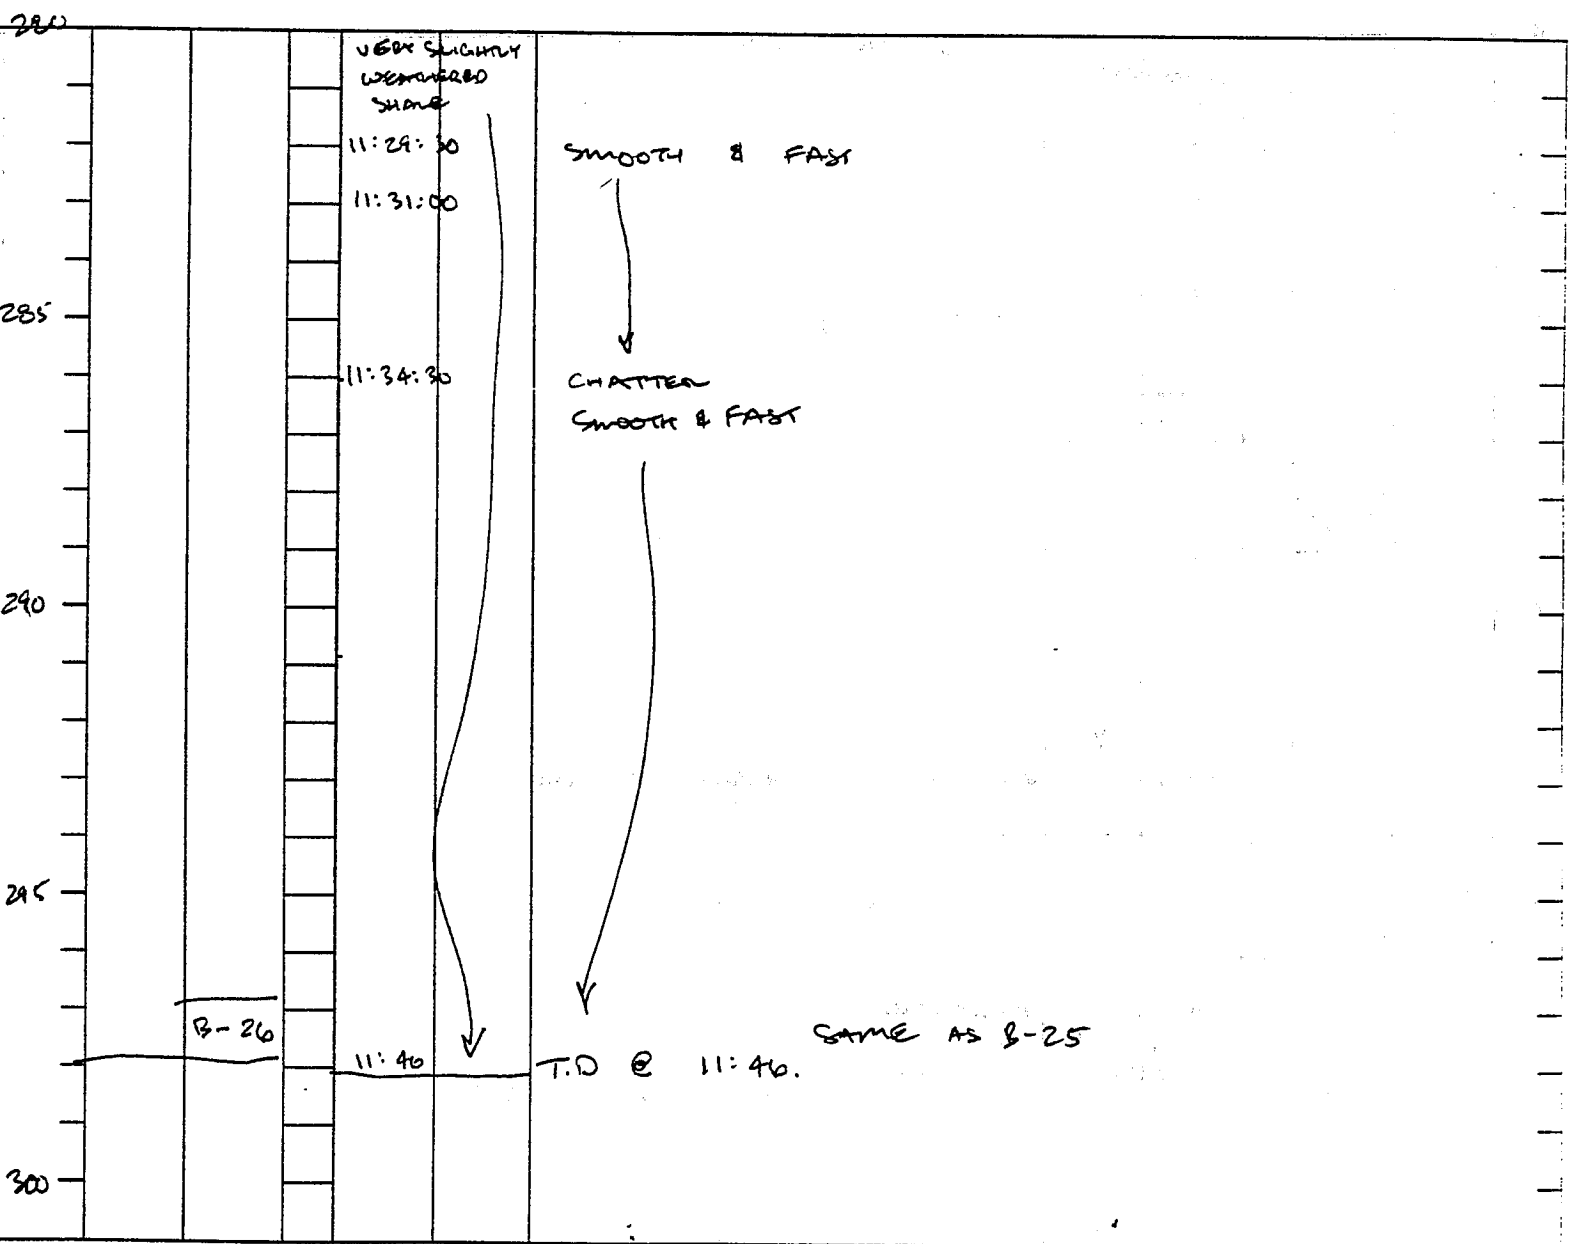 280
VERY SLIGHTLY
WEATHERED
SHALE
11:29:30 SMOOTH & FAST
11:31:00
285
11:34:30 CHATTER
SMOOTH & FAST
290
295
B-26 SAME AS B-25
11:46 T.D @ 11:46.
300